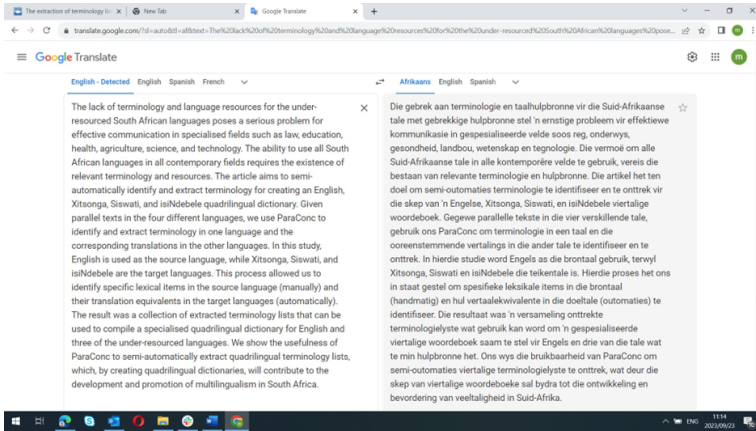 The extraction of terminology li
New Tab
Google Translate
translate.google.com/?sl=auto&tl=af&text=The%20lack%20of%20terminology%20and%20language%20resources%20for%20the%20under-resourced%20South%20African%20languages%20pose...
Google Translate
m
English - Detected English Spanish French
Afrikaans English Spanish
The lack of terminology and language resources for the under-
resourced South African languages poses a serious problem for
effective communication in specialised fields such as law, education,
health, agriculture, science, and technology. The ability to use all South
African languages in all contemporary fields requires the existence of
relevant terminology and resources. The article aims to semi-
automatically identify and extract terminology for creating an English,
Xitsonga, Siswati, and isiNdebele quadrilingual dictionary. Given
parallel texts in the four different languages, we use ParaConc to
identify and extract terminology in one language and the
corresponding translations in the other languages. In this study,
English is used as the source language, while Xitsonga, Siswati, and
isiNdebele are the target languages. This process allowed us to
identify specific lexical items in the source language (manually) and
their translation equivalents in the target languages (automatically).
The result was a collection of extracted terminology lists that can be
used to compile a specialised quadrilingual dictionary for English and
three of the under-resourced languages. We show the usefulness of
ParaConc to semi-automatically extract quadrilingual terminology lists,
which, by creating quadrilingual dictionaries, will contribute to the
development and promotion of multilingualism in South Africa.
Die gebrek aan terminologie en taalhulpbronne vir die Suid-Afrikaanse
tale met gebrekkige hulpbronne stel 'n ernstige probleem vir effektiewe
kommunikasie in gespesialiseerde velde soos reg, onderwys,
gesondheid, landbou, wetenskap en tegnologie. Die vermoë om alle
Suid-Afrikaanse tale in alle kontemporêre velde te gebruik, vereis die
bestaan van relevante terminologie en hulpbronne. Die artikel het ten
doel om semi-outomaties terminologie te identifiseer en te onttrek vir
die skep van 'n Engelse, Xitsonga, Siswati, en isiNdebele viertalige
woordeboek. Gegewe parallelle tekste in die vier verskillende tale,
gebruik ons ParaConc om terminologie in een taal en die
ooreenstemmende vertalings in die ander tale te identifiseer en te
onttrek. In hierdie studie word Engels as die brontaal gebruik, terwyl
Xitsonga, Siswati en isiNdebele die teikentale is. Hierdie proses het ons
in staat gestel om spesifieke leksikale items in die brontaal
(handmatig) en hul vertaalekwivalente in die doeltale (outomaties) te
identifiseer. Die resultaat was 'n versameling onttrekte
terminologielyste wat gebruik kan word om 'n gespesialiseerde
viertalige woordeboek saam te stel vir Engels en drie van die tale wat
te min hulpbronne het. Ons wys die bruikbaarheid van ParaConc om
semi-outomaties viertalige terminologielyste te onttrek, wat deur die
skep van viertalige woordeboeke sal bydra tot die ontwikkeling en
bevordering van veeltaligheid in Suid-Afrika.
ENG
11:14
2023/09/23